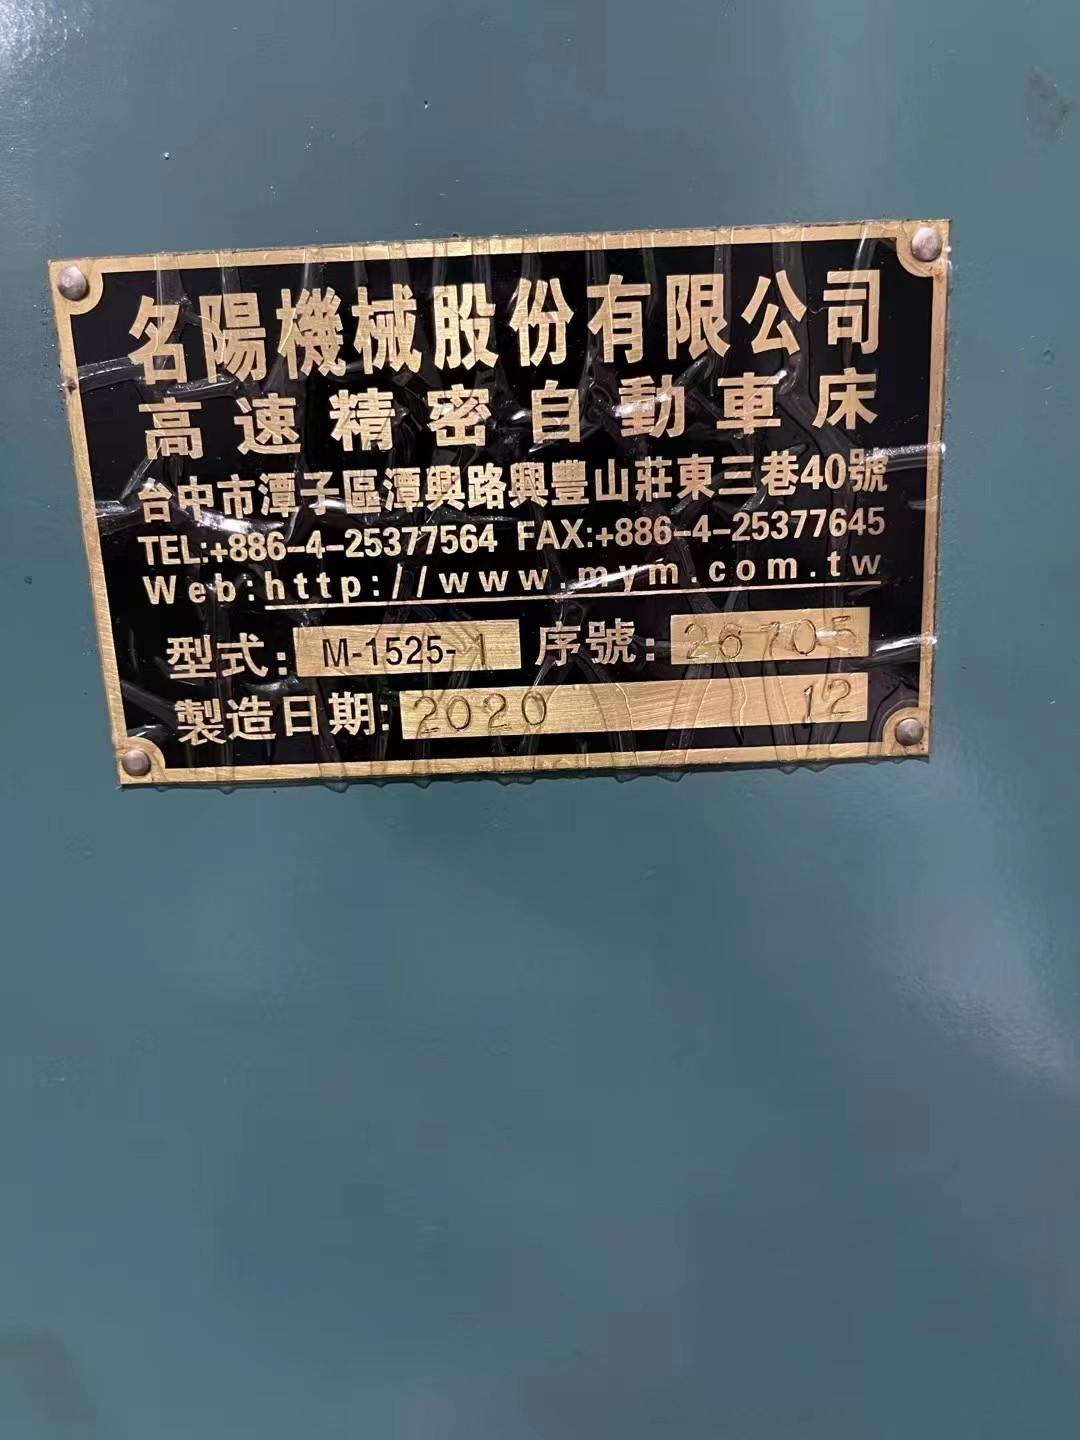 名陽機械股份有限公司
高速精密自動車床
台中市潭子區潭興路興豐山莊東三巷40號
TEL:+886-4-25377564 FAX:+886-4-25377645
Web:http://www.mym.com.tw
型式: M-1525-1 序號: 26705
製造日期: 2020 12